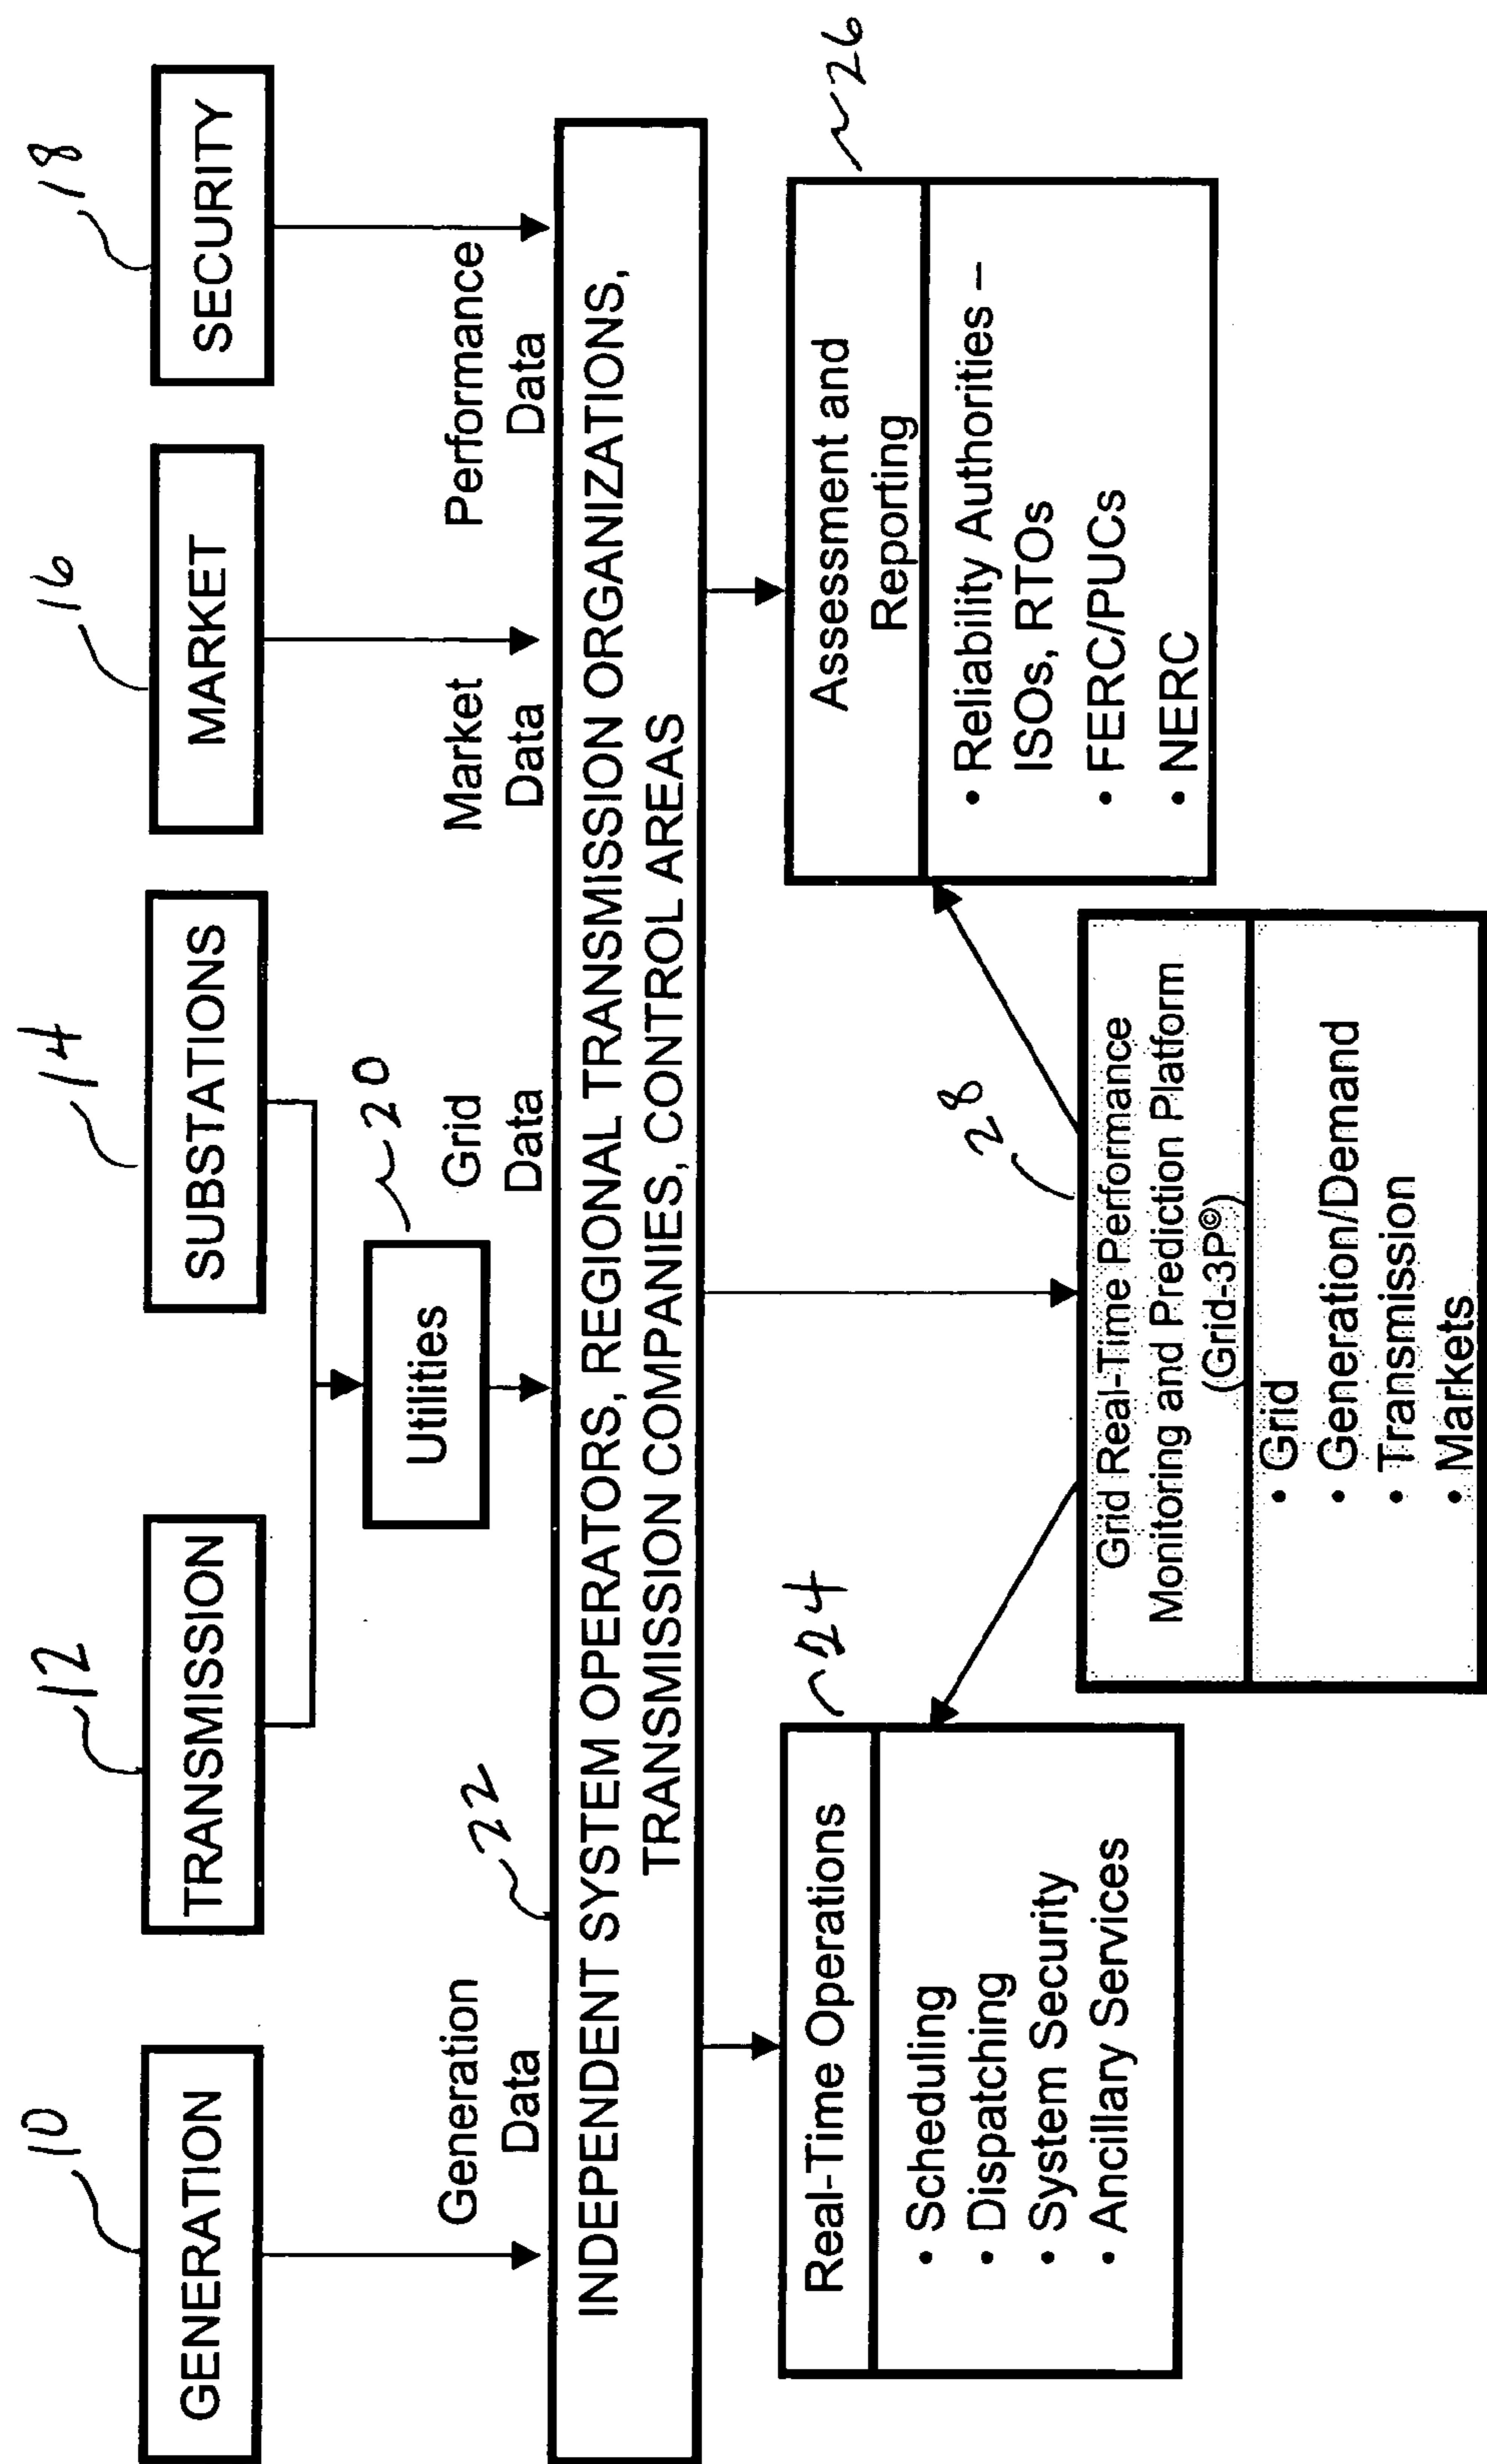 10
12
14
16
18
GENERATION
TRANSMISSION
SUBSTATIONS
MARKET
SECURITY
20
Utilities
Generation
Data
Grid
Data
Market
Data
Performance
Data
22
INDEPENDENT SYSTEM OPERATORS, REGIONAL TRANSMISSION ORGANIZATIONS,
TRANSMISSION COMPANIES, CONTROL AREAS
24
Real-Time Operations
• Scheduling
• Dispatching
• System Security
• Ancillary Services
28
Grid Real-Time Performance
Monitoring and Prediction Platform
(Grid-3P©)
• Grid
• Generation/Demand
• Transmission
• Markets
26
Assessment and
Reporting
• Reliability Authorities –
ISOs, RTOs
• FERC/PUCs
• NERC